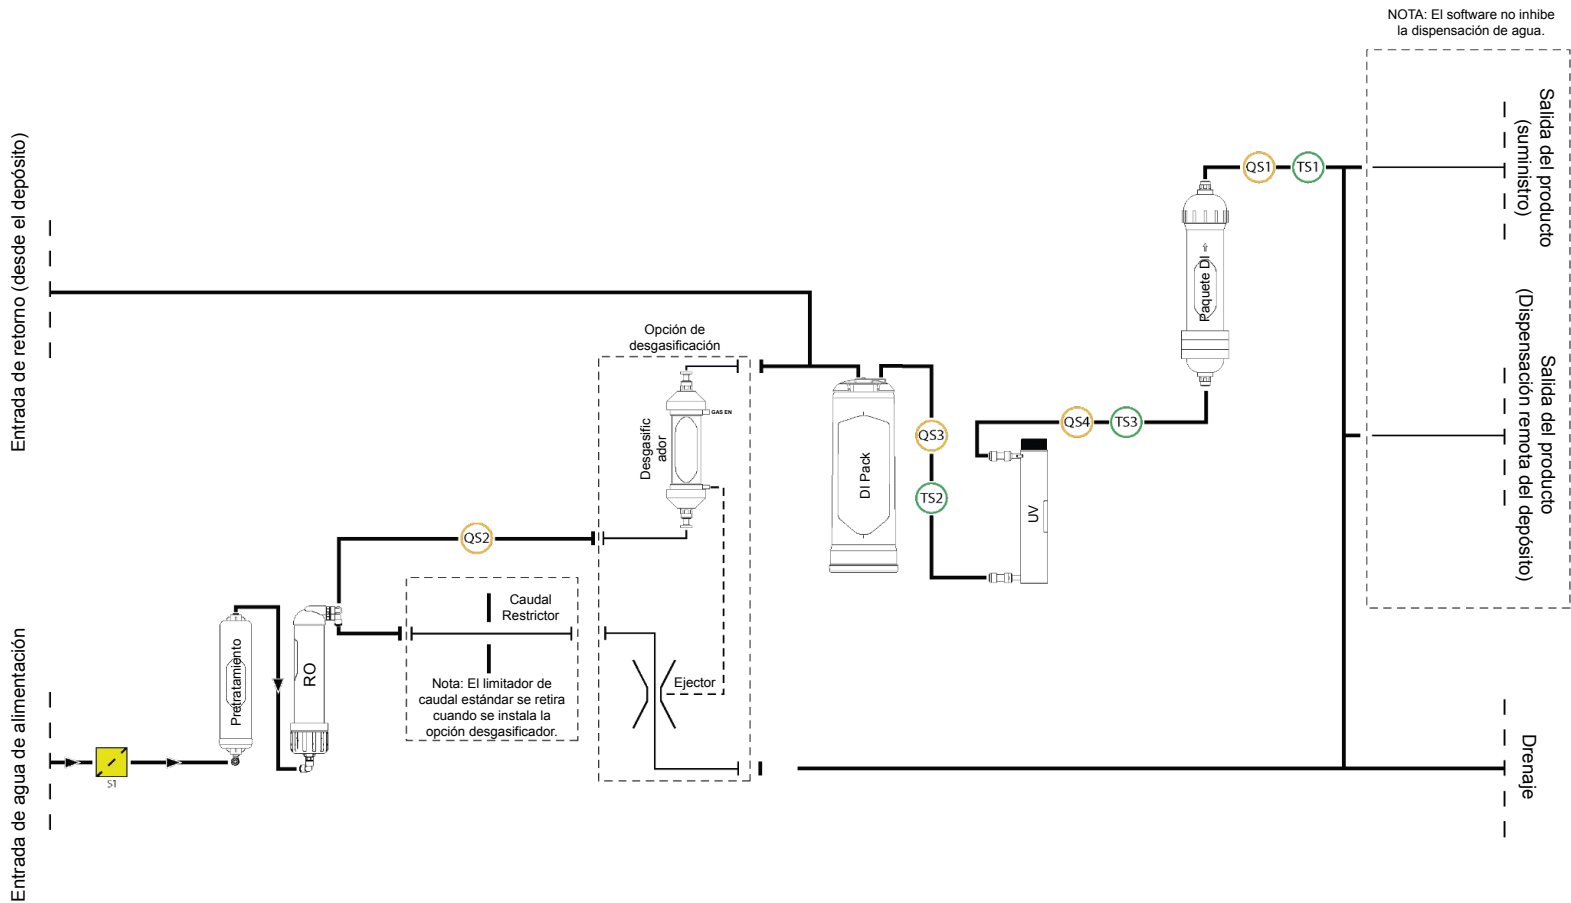 NOTA: El software no inhibe
la dispensación de agua.
Salida del producto
(suministro)
QS1
TS1
Entrada de retorno (desde el depósito)
Paquete DI
Opción de
desgasificación
Salida del producto
(Dispensación remota del depósito)
GAS EN
Desgasific
ador
QS3
QS4
TS3
DI Pack
TS2
UV
QS2
Caudal
Restrictor
Entrada de agua de alimentación
Pretratamiento
RO
Nota: El limitador de
caudal estándar se retira
cuando se instala la
opción desgasificador.
Ejector
Drenaje
S1